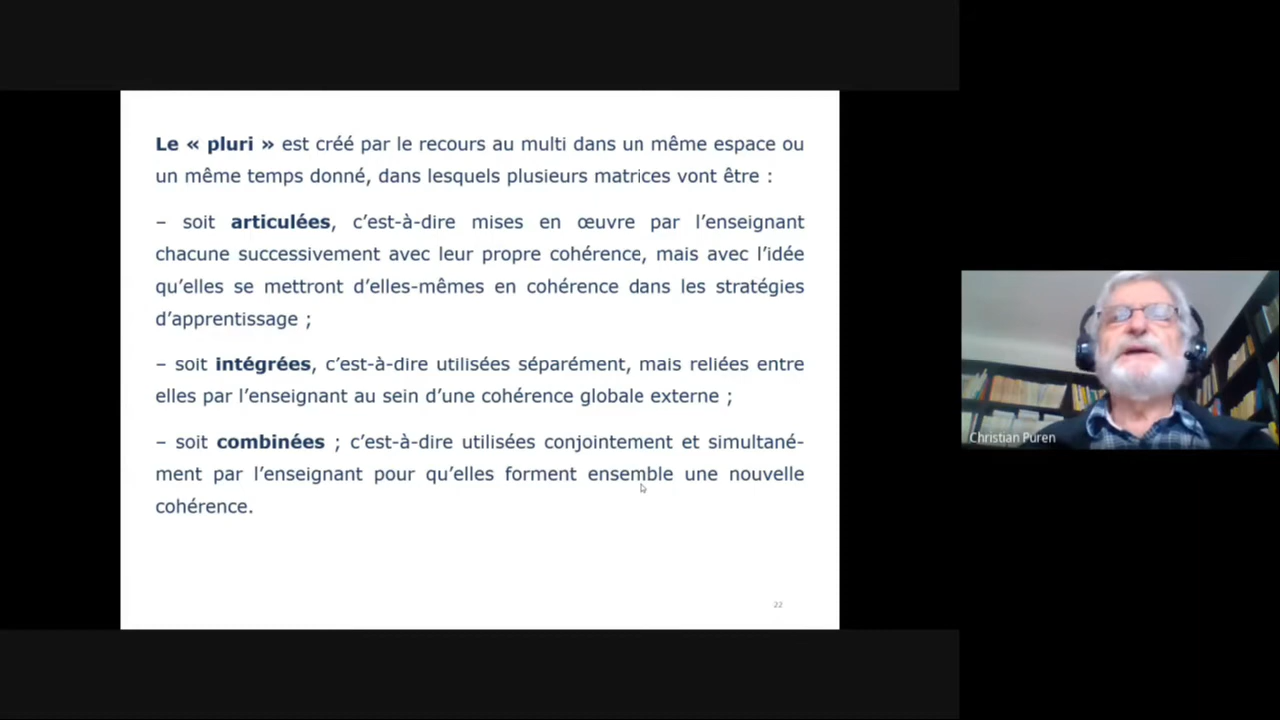 Le « pluri » est créé par le recours au multi dans un même espace ou
un même temps donné, dans lesquels plusieurs matrices vont être :
– soit articulées, c’est-à-dire mises en œuvre par l’enseignant
chacune successivement avec leur propre cohérence, mais avec l’idée
qu’elles se mettront d’elles-mêmes en cohérence dans les stratégies
d’apprentissage ;
– soit intégrées, c’est-à-dire utilisées séparément, mais reliées entre
elles par l’enseignant au sein d’une cohérence globale externe ;
– soit combinées ; c’est-à-dire utilisées conjointement et simultané-
ment par l’enseignant pour qu’elles forment ensemble une nouvelle
cohérence.
22
Christian Puren